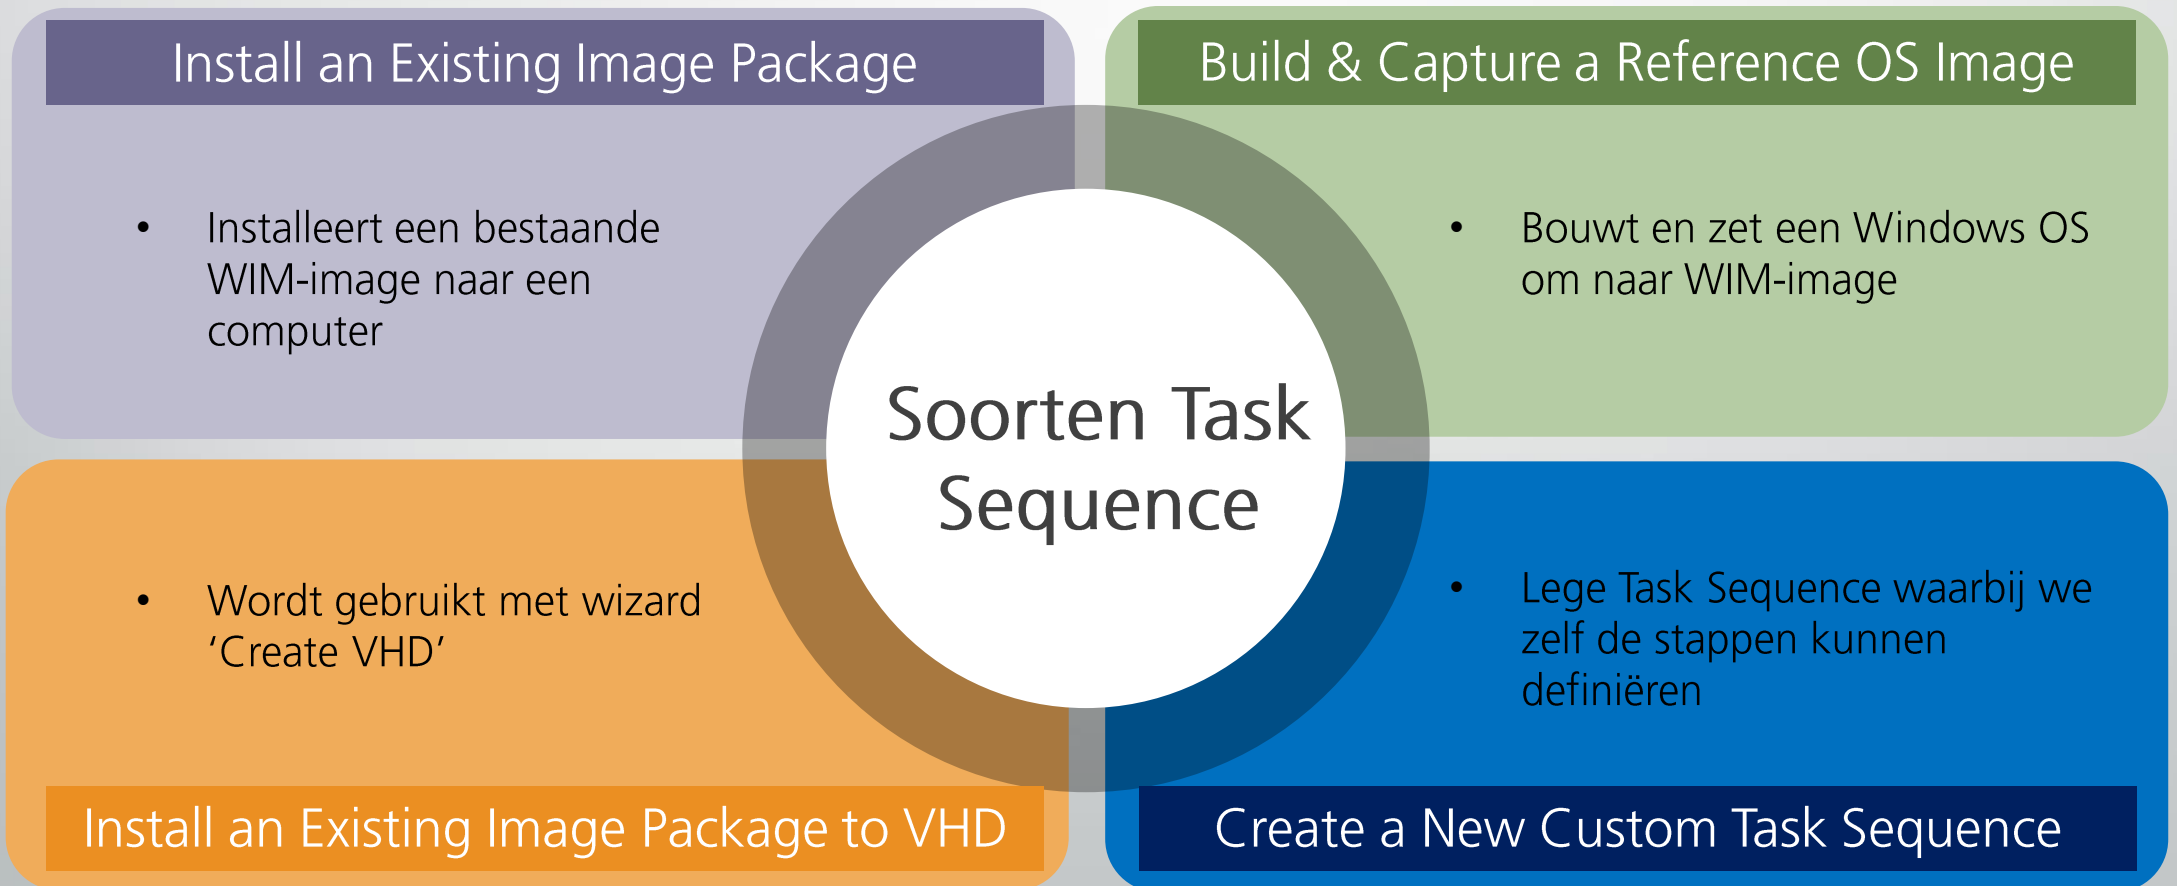 Install an Existing Image Package
• Installeert een bestaande
WIM-image naar een
computer
Build & Capture a Reference OS Image
• Bouwt en zet een Windows OS
om naar WIM-image
Soorten Task
Sequence
• Wordt gebruikt met wizard
‘Create VHD’
Install an Existing Image Package to VHD
• Lege Task Sequence waarbij we
zelf de stappen kunnen
definiëren
Create a New Custom Task Sequence